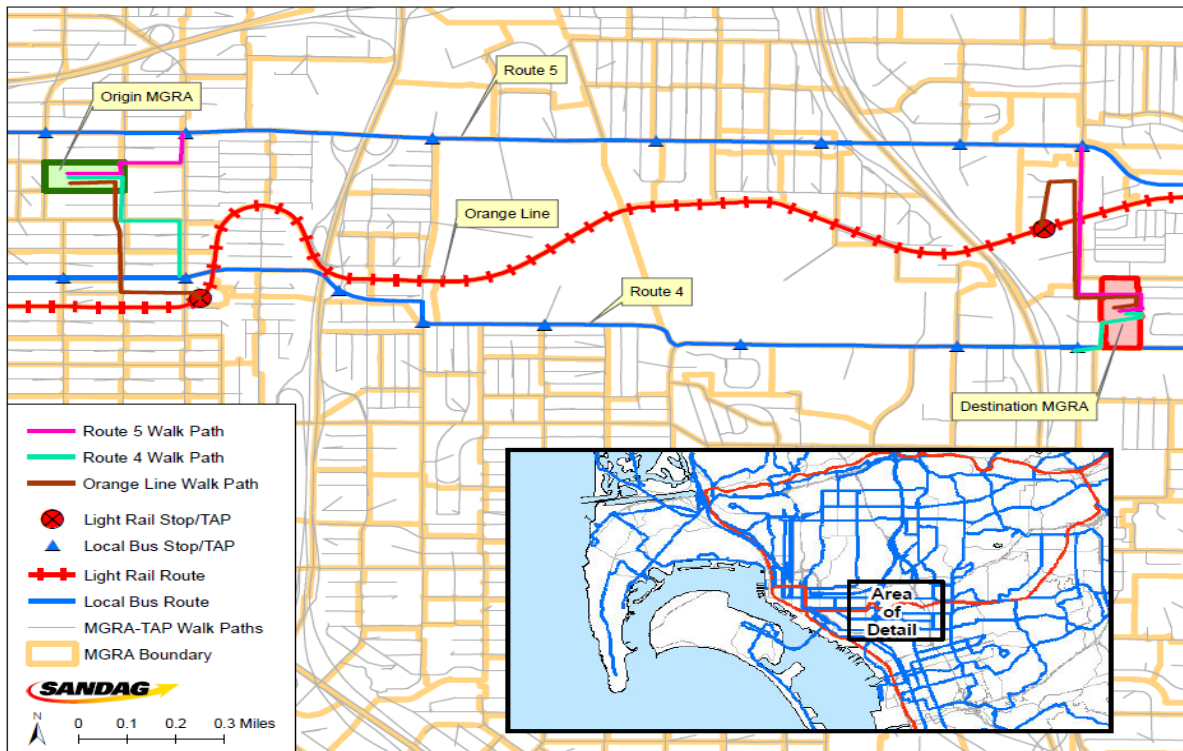 Route 5
Origin MGRA
Orange Line
Route 4
Destination MGRA
Route 5 Walk Path
Route 4 Walk Path
Orange Line Walk Path
Light Rail Stop/TAP
Local Bus Stop/TAP
Light Rail Route
Local Bus Route
MGRA-TAP Walk Paths
MGRA Boundary
SANDAG
N
0 0.1 0.2 0.3 Miles
Area
of
Detail